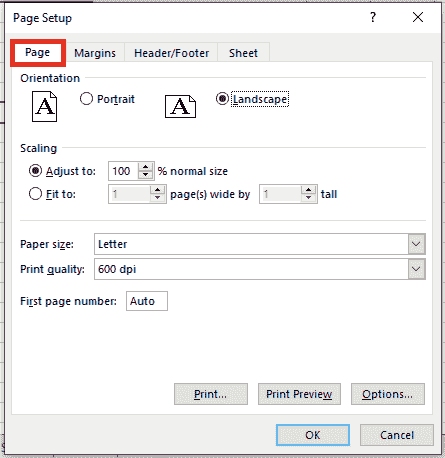 Page Setup ? ×
Page Margins Header/Footer Sheet
Orientation
A Portrait A Landscape
Scaling
Adjust to: 100 % normal size
Fit to: 1 page(s) wide by 1 tall
Paper size: Letter
Print quality: 600 dpi
First page number: Auto
Print... Print Preview Options...
OK Cancel